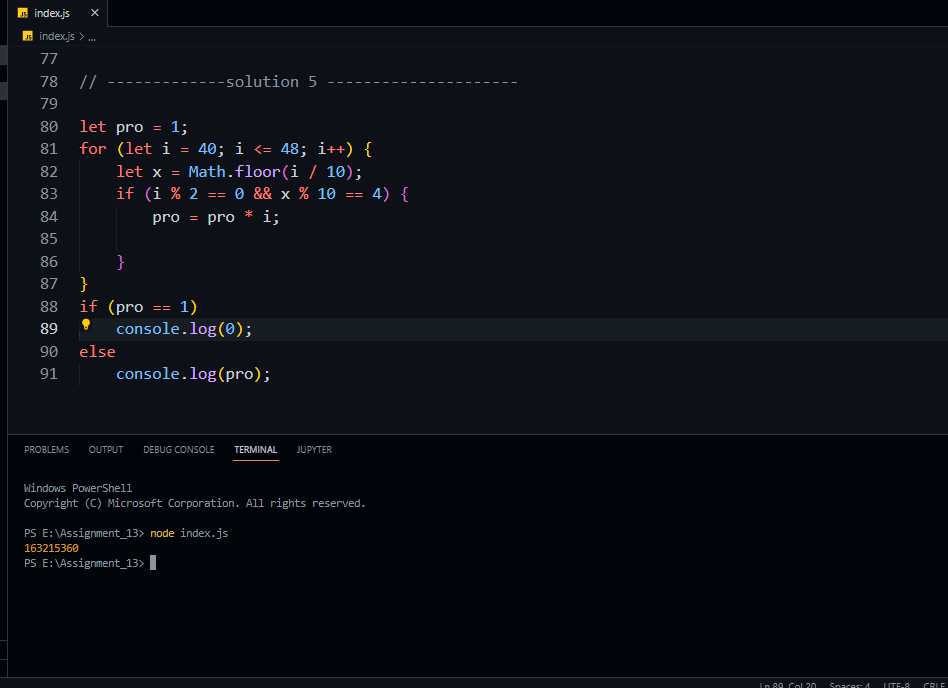 JS index.js ×
JS index.js > ...
77
78 // -------------solution 5 ---------------------
79
80 let pro = 1;
81 for (let i = 40; i <= 48; i++) {
82     let x = Math.floor(i / 10);
83     if (i % 2 == 0 && x % 10 == 4) {
84         pro = pro * i;
85
86     }
87 }
88 if (pro == 1)
89     console.log(0);
90 else
91     console.log(pro);
PROBLEMS OUTPUT DEBUG CONSOLE TERMINAL JUPYTER
Windows PowerShell
Copyright (C) Microsoft Corporation. All rights reserved.
PS E:\Assignment_13> node index.js
163215360
PS E:\Assignment_13>
Ln 89, Col 20 Spaces: 4 UTF-8 CRLF